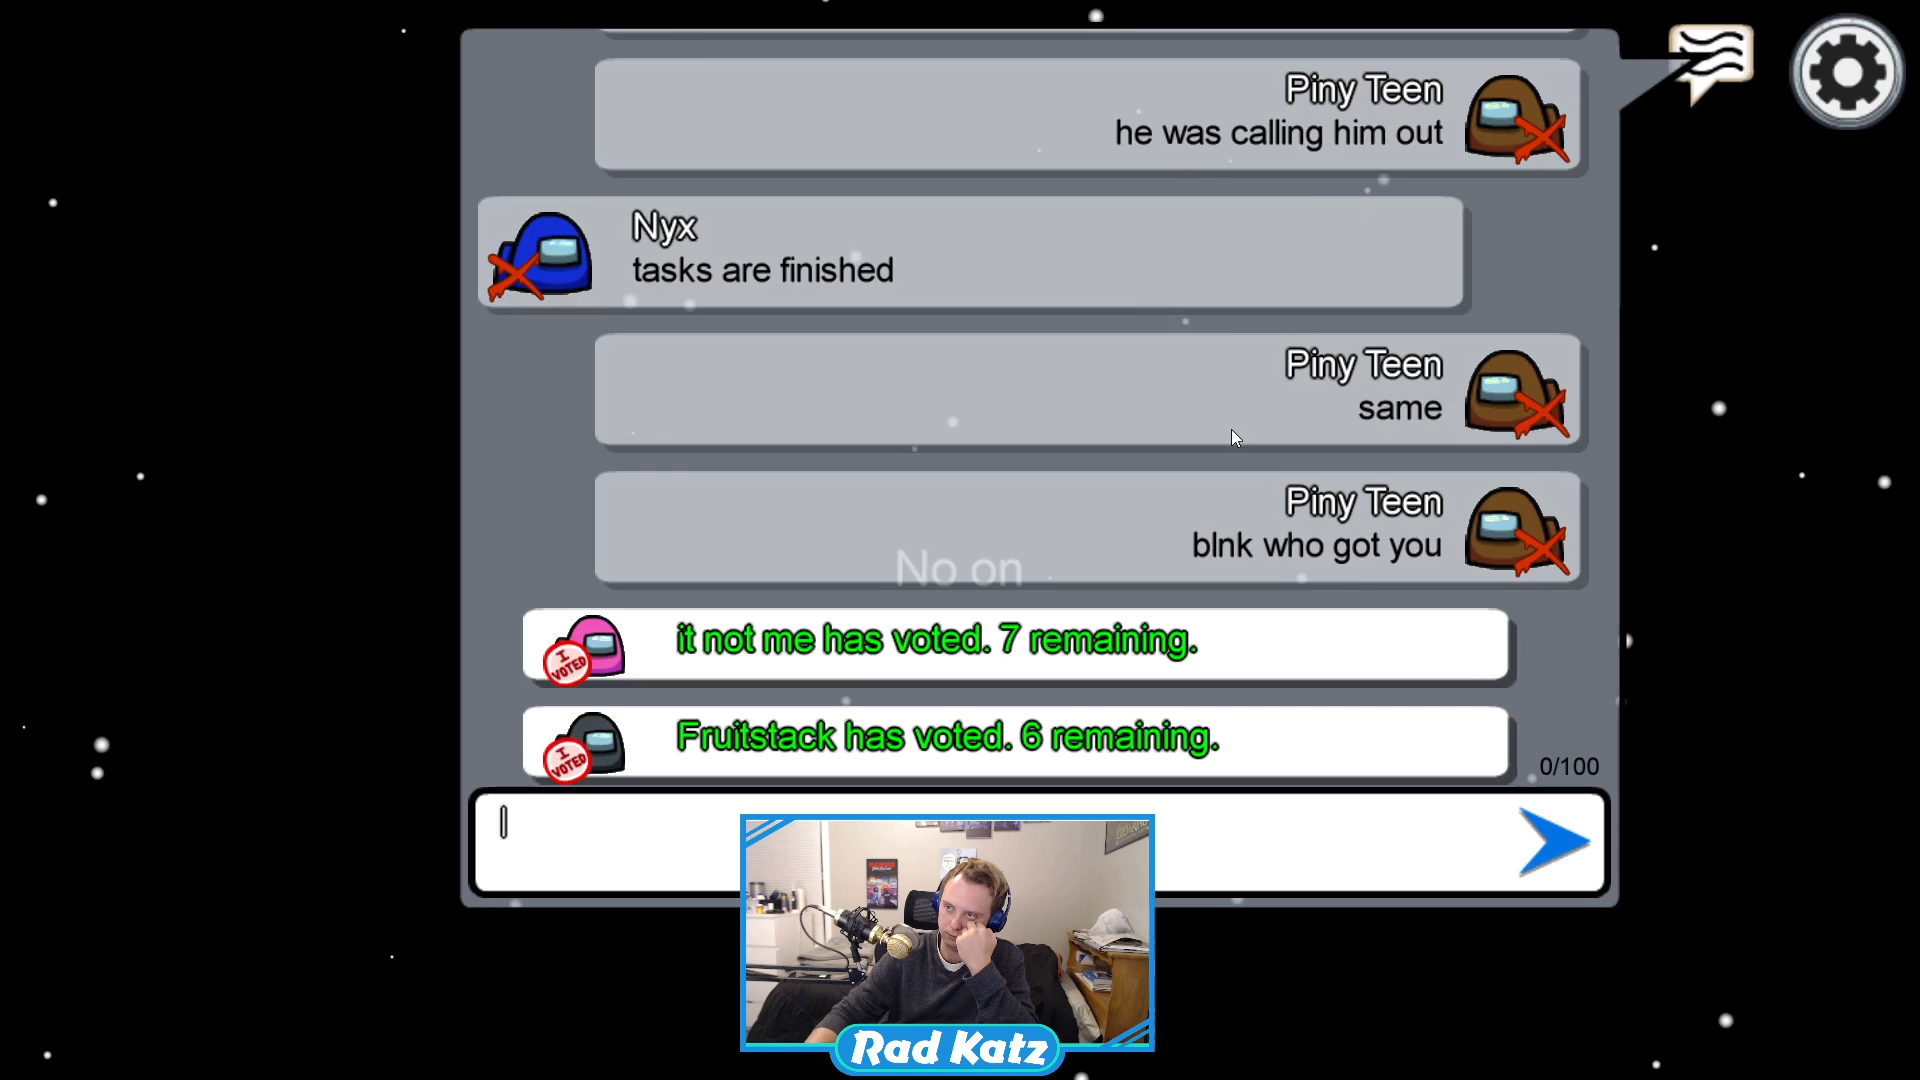 Piny Teen
he was calling him out
Nyx
tasks are finished
Piny Teen
same
Piny Teen
blnk who got you
No on
it not me has voted. 7 remaining.
I VOTED
Fruitstack has voted. 6 remaining.
I VOTED
0/100
Rad Katz